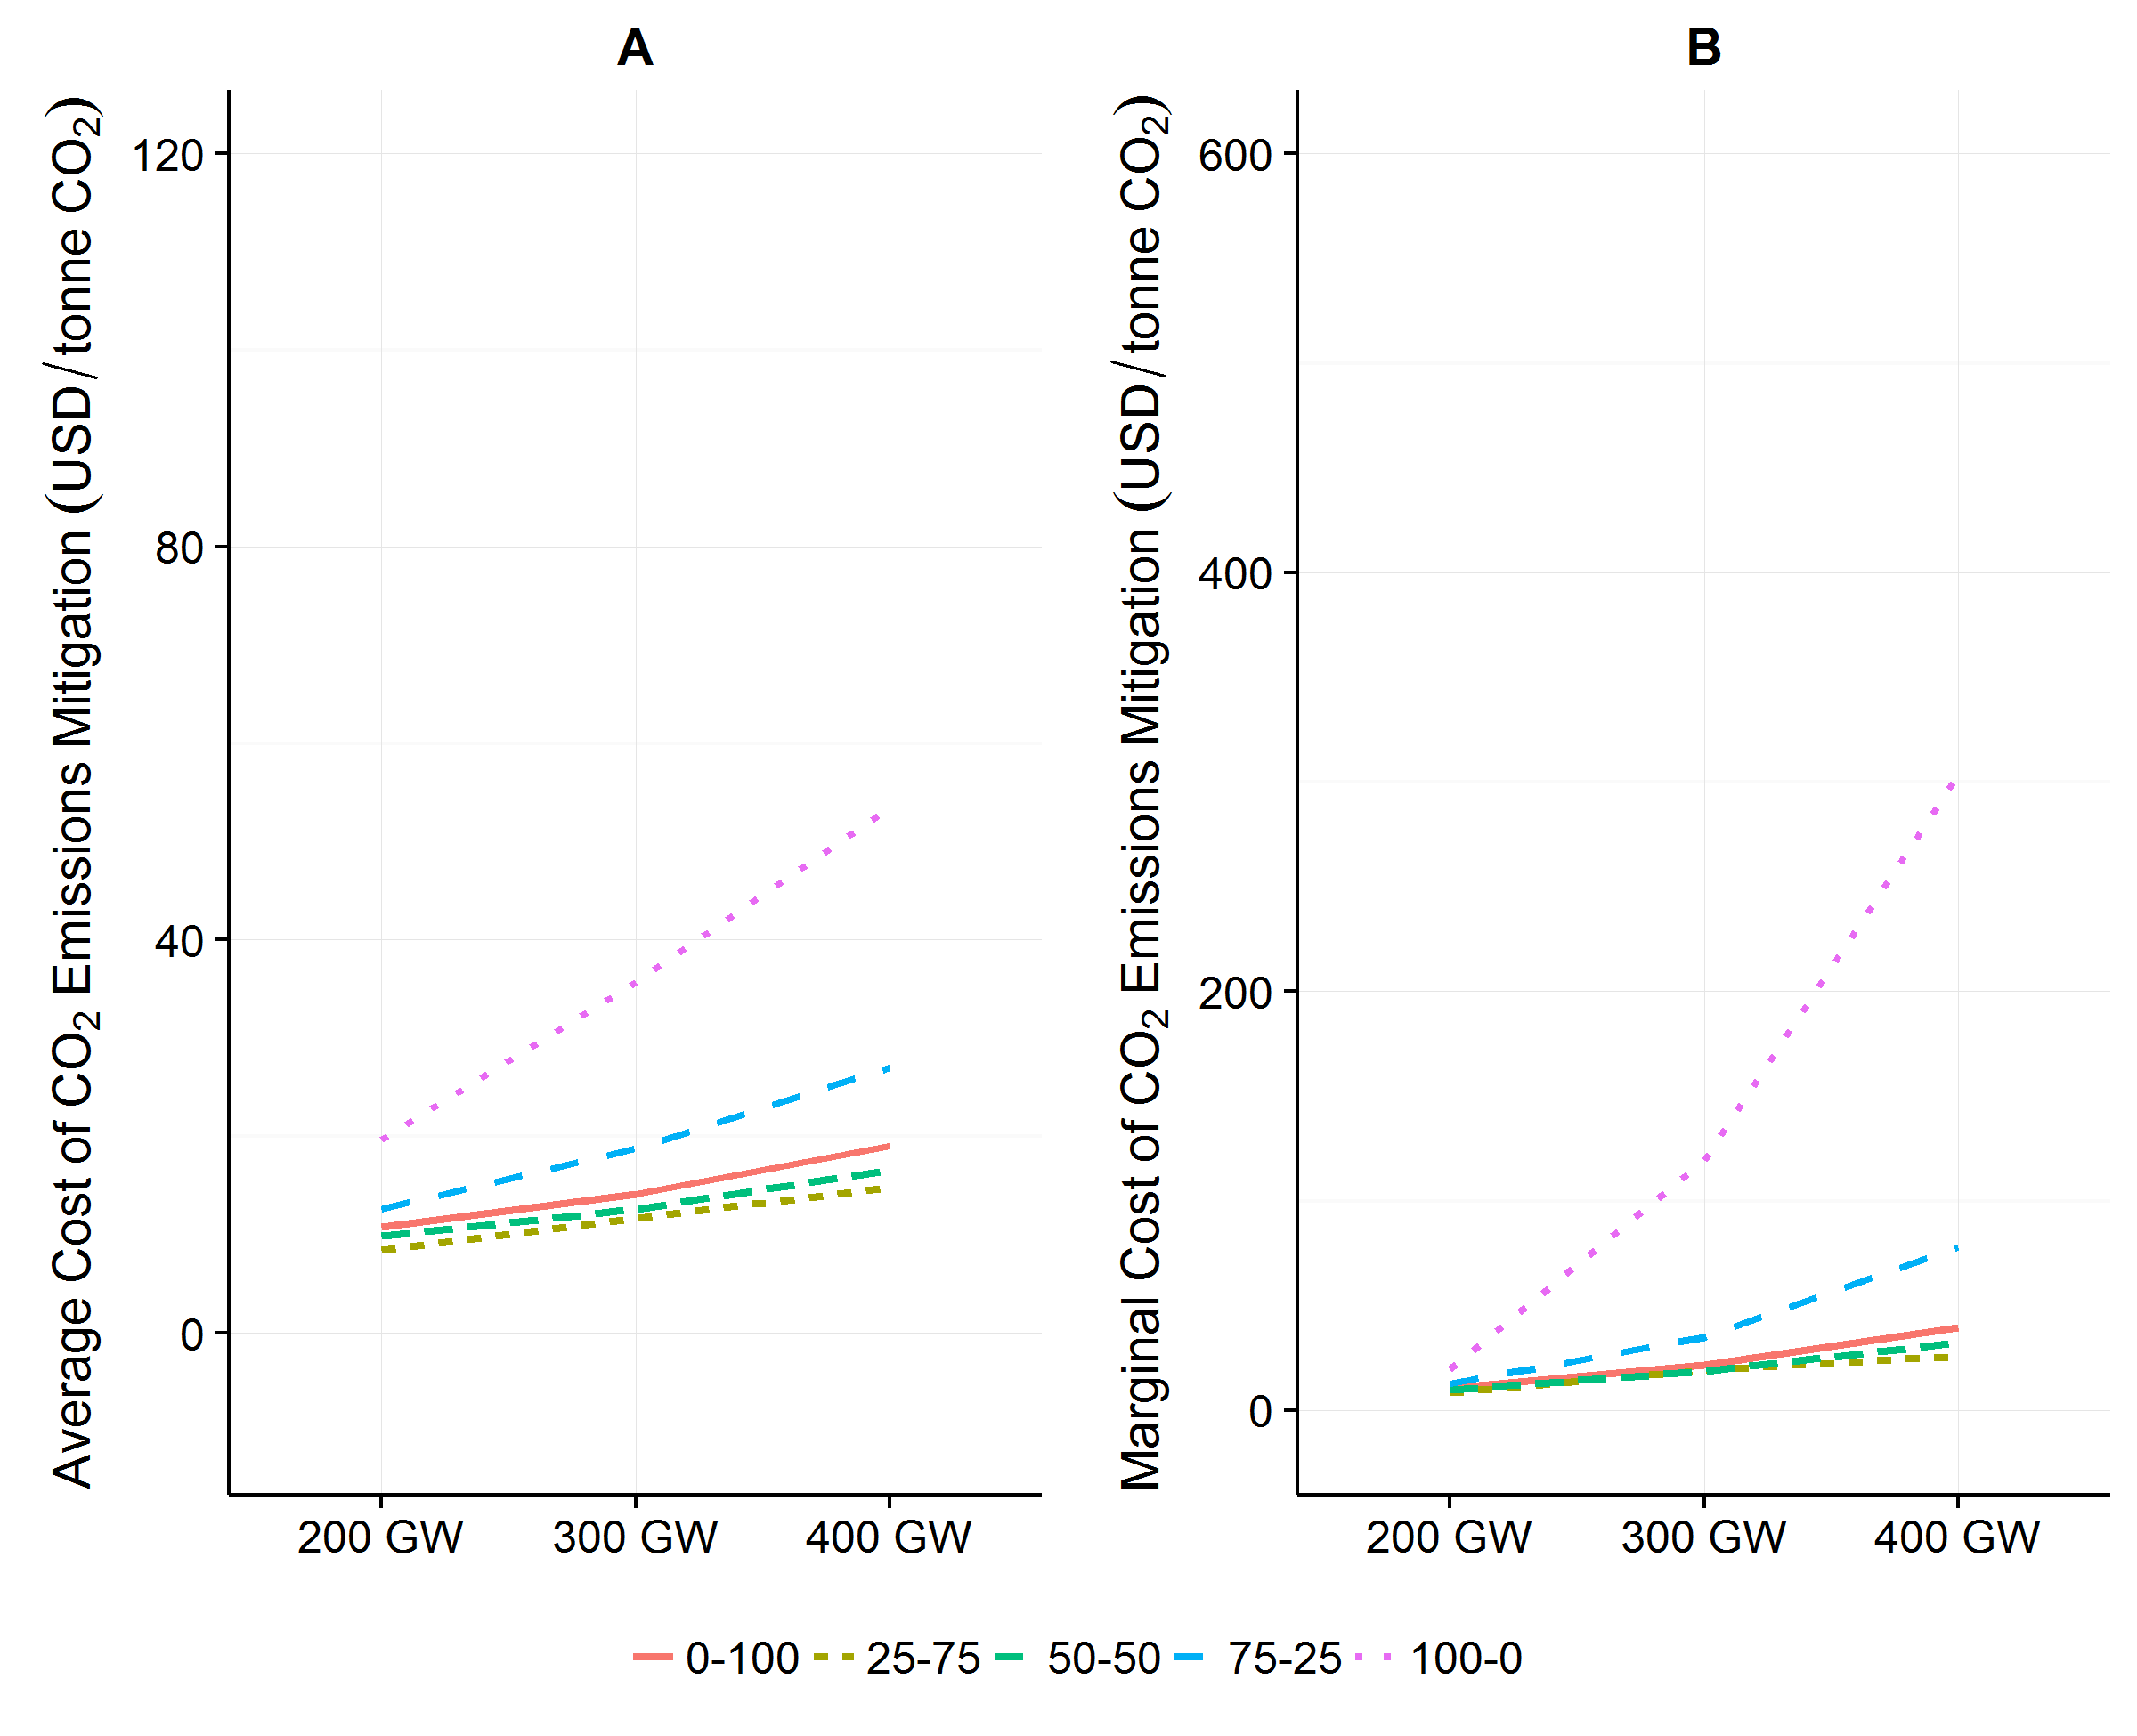 A
Average Cost of CO₂ Emissions Mitigation (USD/tonne CO₂)
120
80
40
0
200 GW 300 GW 400 GW
B
Marginal Cost of CO₂ Emissions Mitigation (USD/tonne CO₂)
600
400
200
0
200 GW 300 GW 400 GW
0-100 25-75 50-50 75-25 100-0